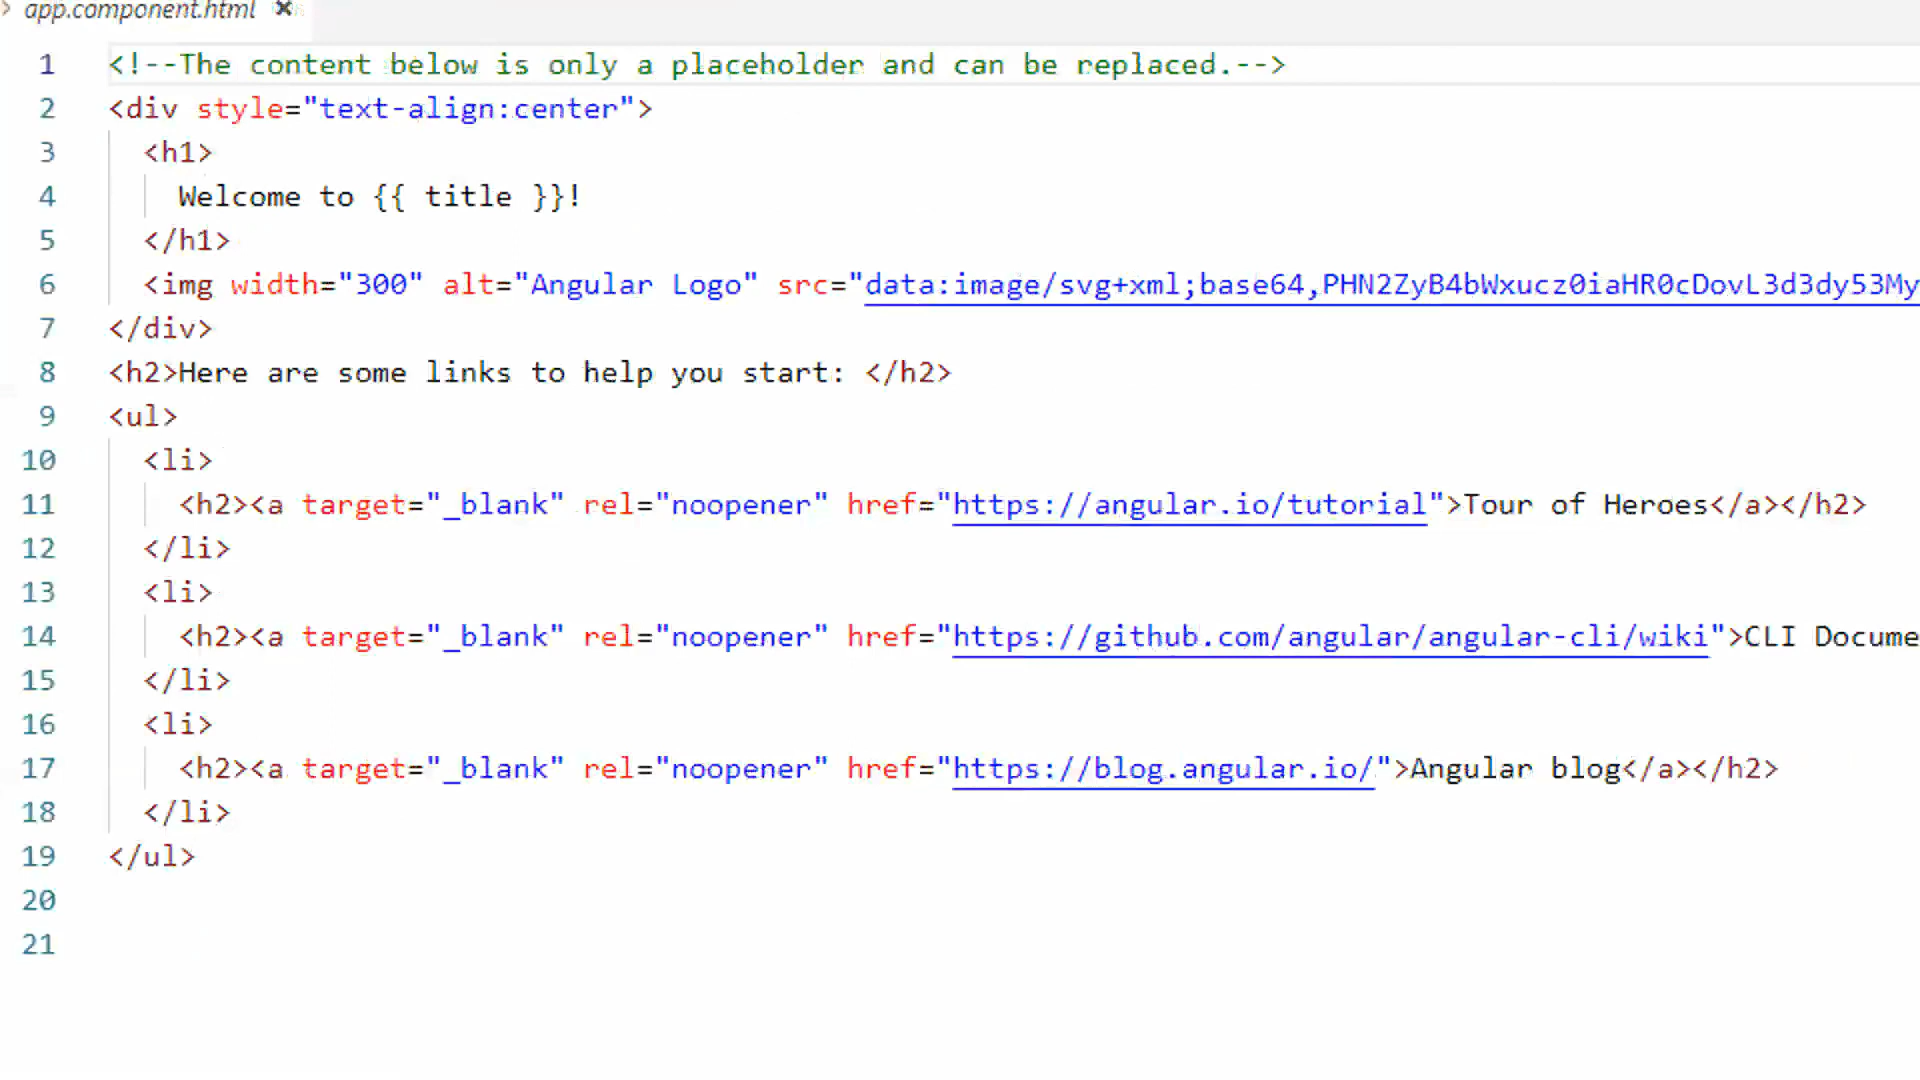 app.component.html
1 <!--The content below is only a placeholder and can be replaced.-->
2 <div style="text-align:center">
3 <h1>
4 Welcome to {{ title }}!
5 </h1>
6 <img width="300" alt="Angular Logo" src="data:image/svg+xml;base64,PHN2ZyB4bWxucz0iaHR0cDovL3d3dy53My
7 </div>
8 <h2>Here are some links to help you start: </h2>
9 <ul>
10 <li>
11 <h2><a target="_blank" rel="noopener" href="https://angular.io/tutorial">Tour of Heroes</a></h2>
12 </li>
13 <li>
14 <h2><a target="_blank" rel="noopener" href="https://github.com/angular/angular-cli/wiki">CLI Docume
15 </li>
16 <li>
17 <h2><a target="_blank" rel="noopener" href="https://blog.angular.io/">Angular blog</a></h2>
18 </li>
19 </ul>
20
21